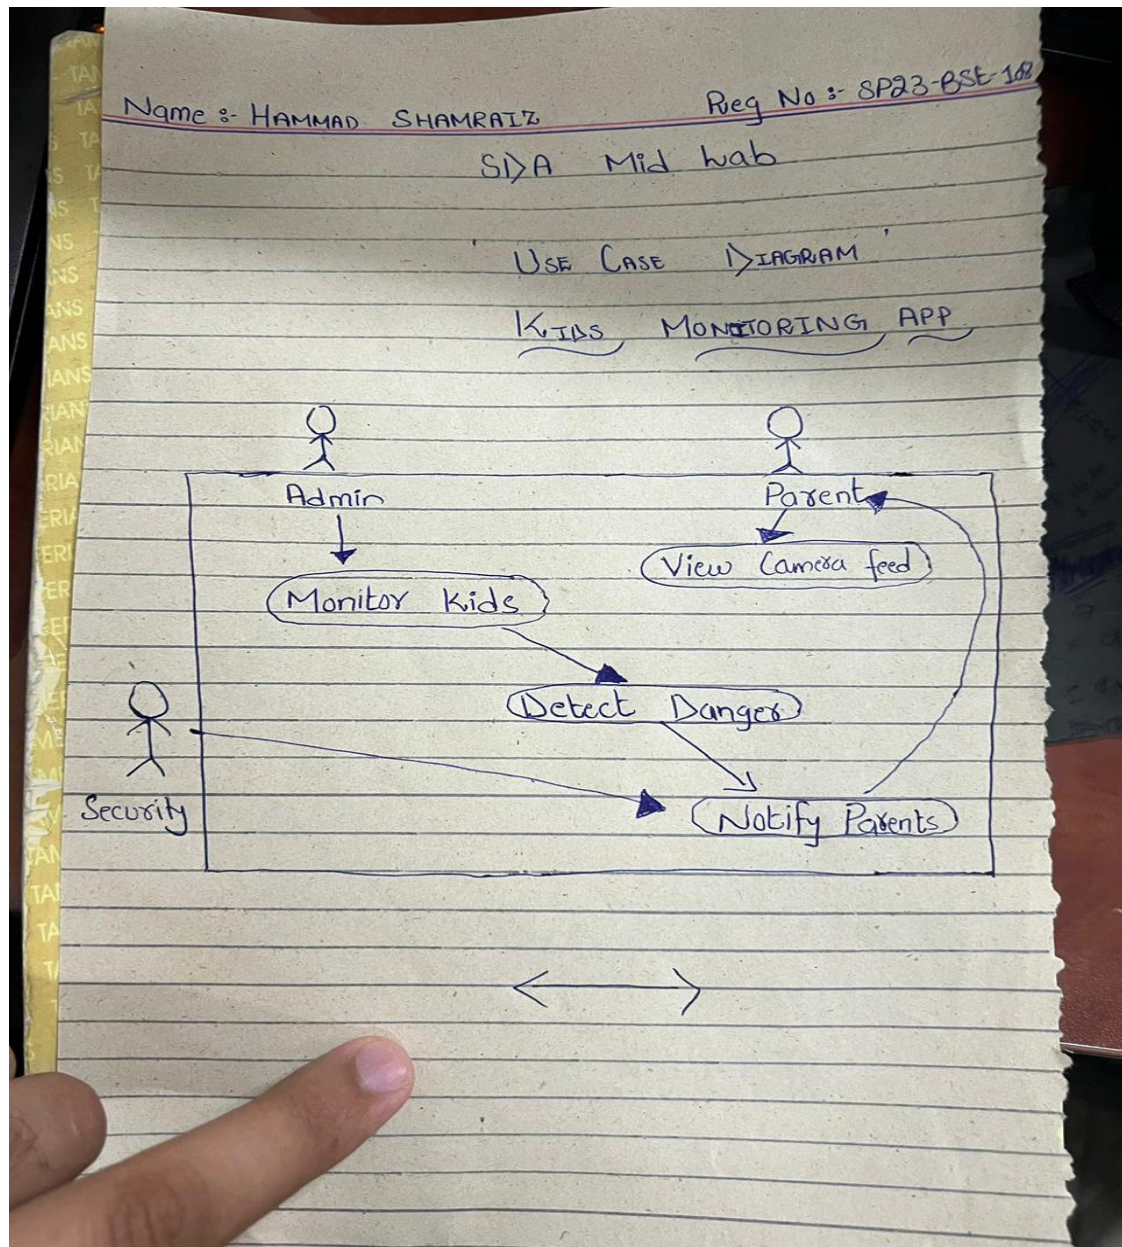 Name :- HAMMAD SHAMRAIZ Reg No :- SP23-BSE-168
SDA Mid Lab
'USE CASE DIAGRAM'
KIDS MONITORING APP
Admin Parent
View Camera feed
Monitor Kids
Detect Danger
Security Notify Parents